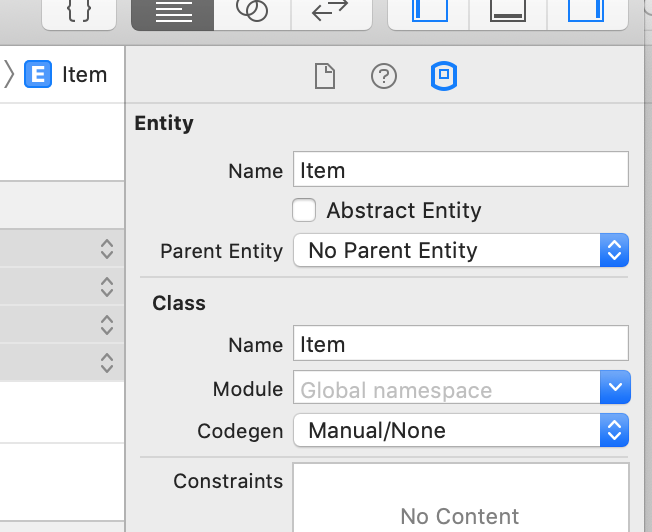 { }
E Item
?
Entity
Name Item
Abstract Entity
Parent Entity No Parent Entity
Class
Name Item
Module Global namespace
Codegen Manual/None
Constraints
No Content